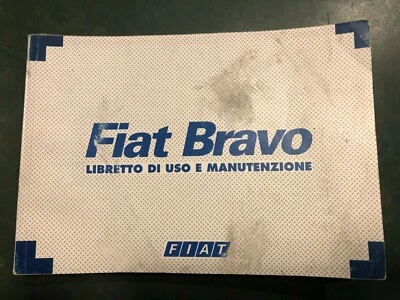 Fiat Bravo
LIBRETTO DI USO E MANUTENZIONE
FIAT